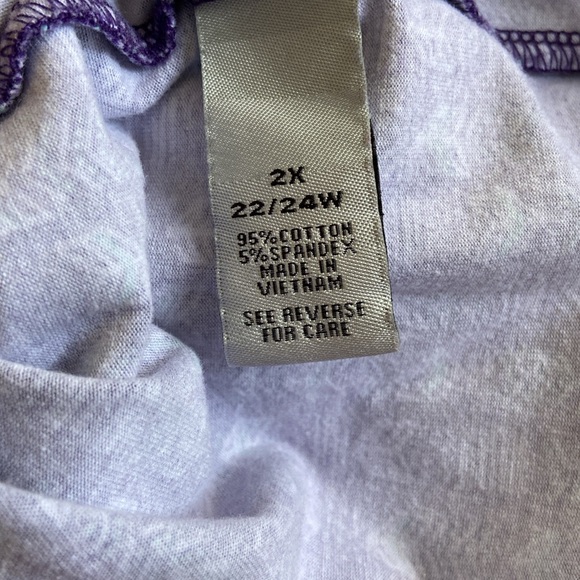 2X
22/24W
95%COTTON
5%SPANDEX
MADE IN
VIETNAM
SEE REVERSE
FOR CARE